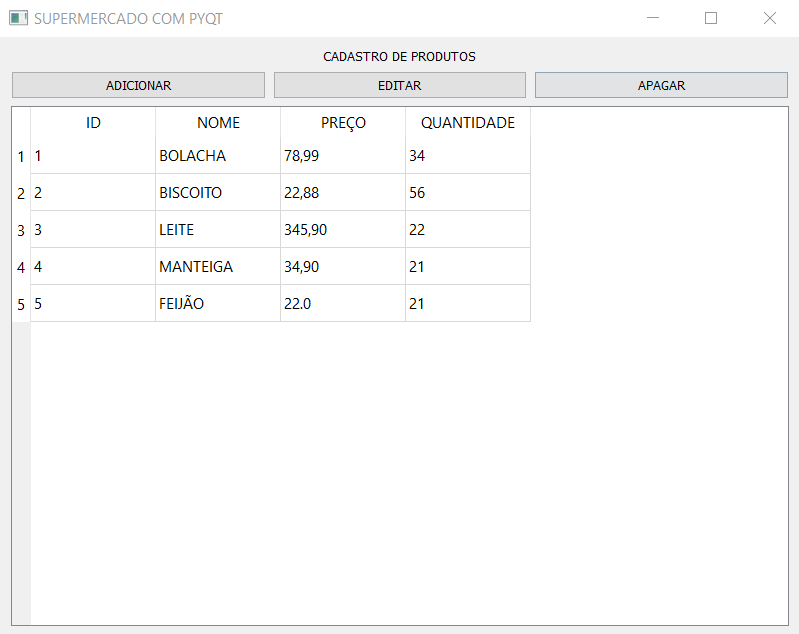 SUPERMERCADO COM PYQT
CADASTRO DE PRODUTOS
ADICIONAR EDITAR APAGAR
ID NOME PREÇO QUANTIDADE
1 1 BOLACHA 78,99 34
2 2 BISCOITO 22,88 56
3 3 LEITE 345,90 22
4 4 MANTEIGA 34,90 21
5 5 FEIJÃO 22.0 21